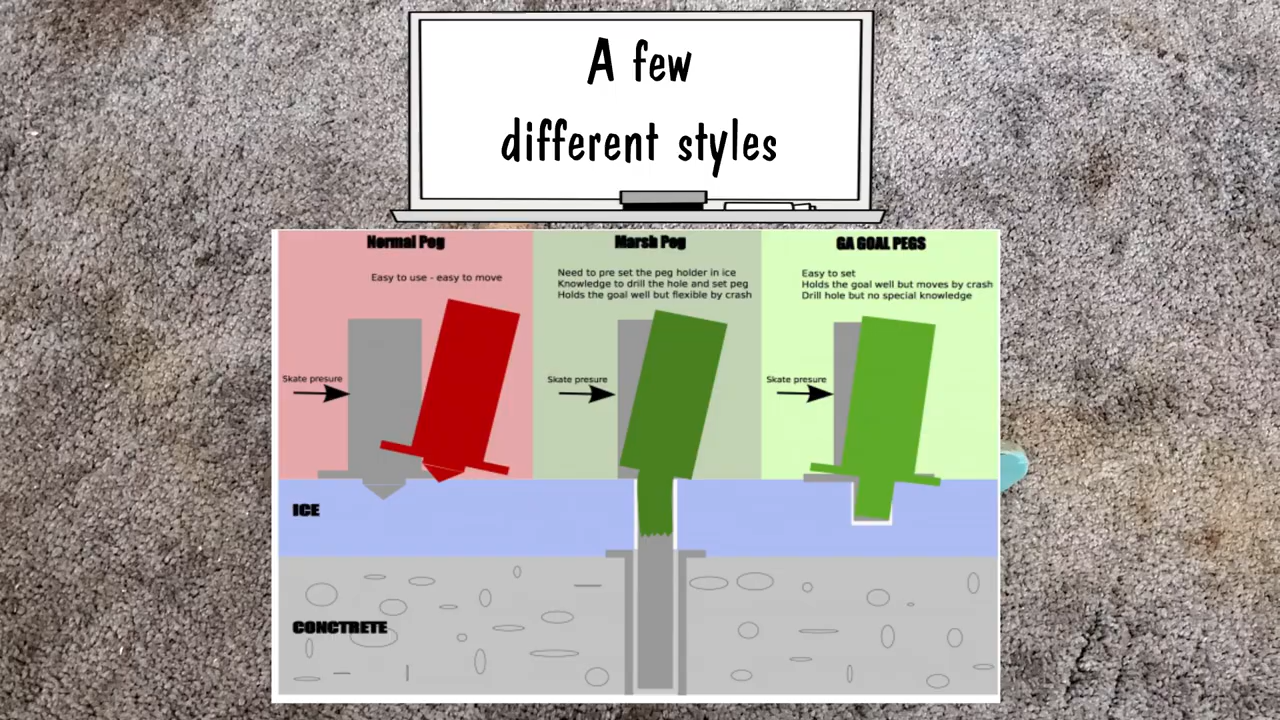 A few
different styles
Normal Peg
Easy to use - easy to move
Skate presure
Marsh Peg
Need to pre set the peg holder in ice
Knowledge to drill the hole and set peg
Holds the goal well but flexible by crash
Skate presure
GA GOAL PEGS
Easy to set
Holds the goal well but moves by crash
Drill hole but no special knowledge
Skate presure
ICE
CONCTRETE